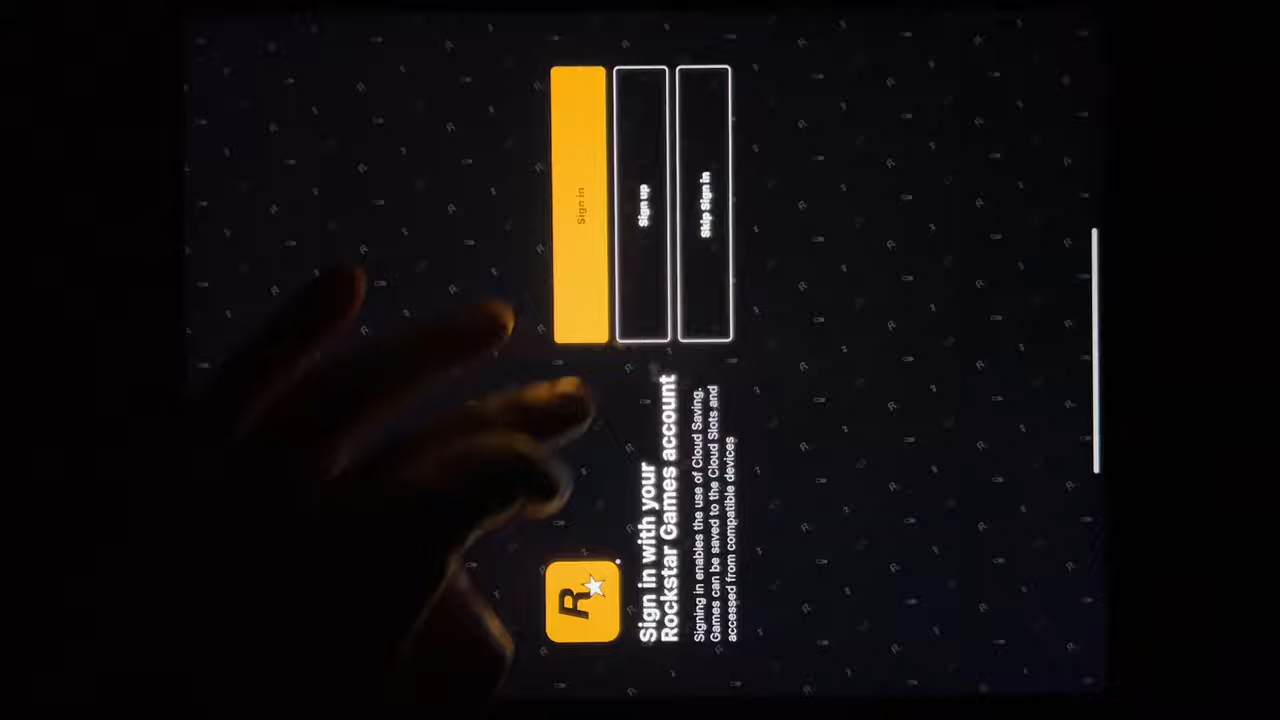 R
Sign in with your
Rockstar Games account
Signing in enables the use of Cloud Saving.
Games can be saved to the Cloud Slots and
accessed from compatible devices
Sign in
Sign up
Skip Sign in